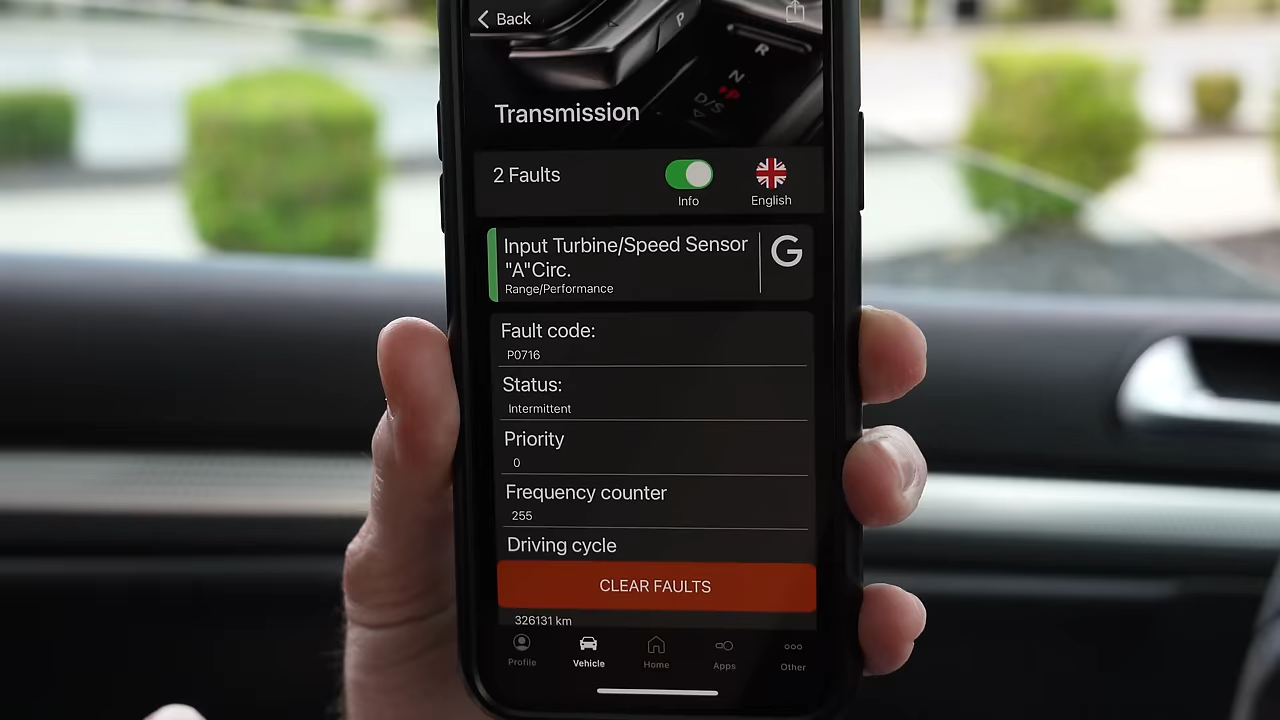 Back
P
R
N
P
D/S
Transmission
2 Faults
Info
English
Input Turbine/Speed Sensor
"A"Circ.
Range/Performance
G
Fault code:
P0716
Status:
Intermittent
Priority
0
Frequency counter
255
Driving cycle
CLEAR FAULTS
326131 km
Profile
Vehicle
Home
Apps
Other